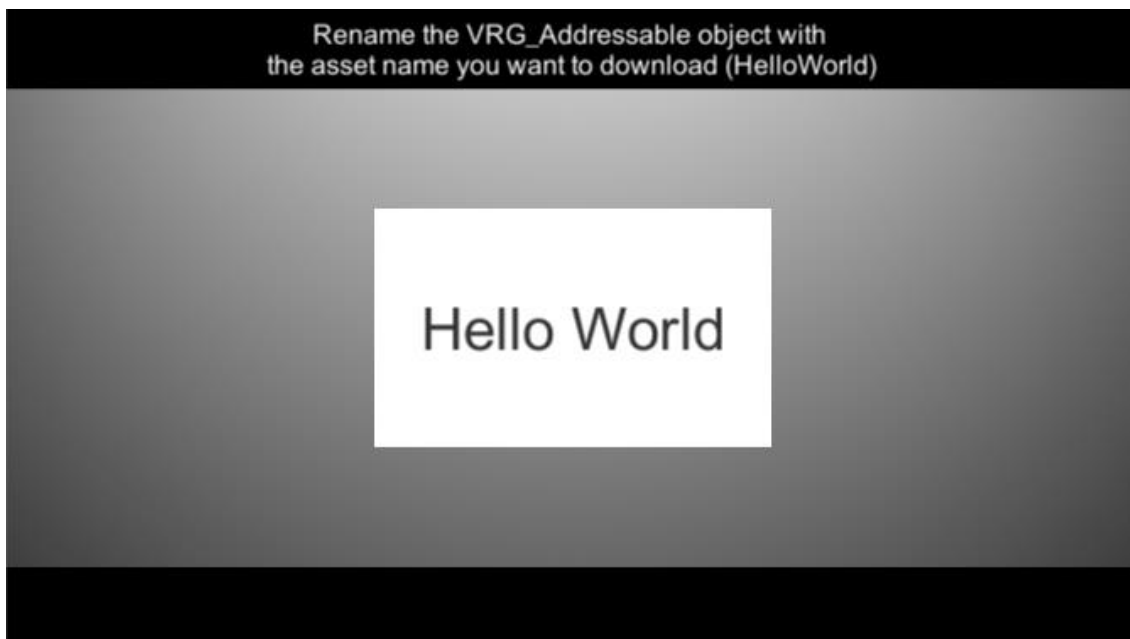 Rename the VRG_Addressable object with
the asset name you want to download (HelloWorld)
Hello World